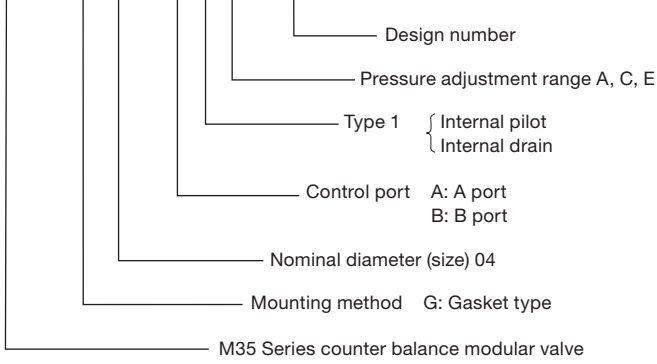 Design number
Pressure adjustment range A, C, E
Type 1 { Internal pilot
Internal drain
Control port A: A port
B: B port
Nominal diameter (size) 04
Mounting method G: Gasket type
M35 Series counter balance modular valve